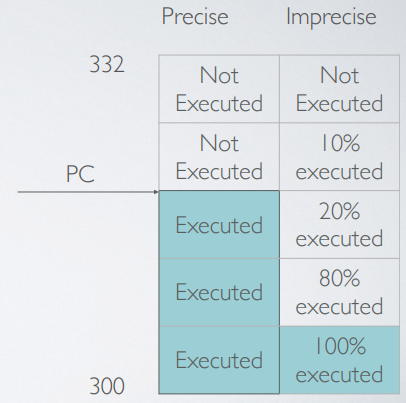 Precise Imprecise
332
Not Executed Not Executed
Not Executed 10% executed
PC
Executed 20% executed
Executed 80% executed
Executed 100% executed
300